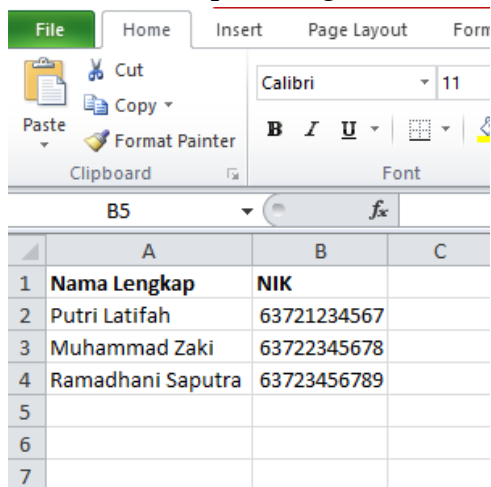 File Home Insert Page Layout Form
Cut
Copy
Format Painter
Paste
Calibri 11
B I U
Clipboard Font
B5 fx
A B C
1 Nama Lengkap NIK
2 Putri Latifah 63721234567
3 Muhammad Zaki 63722345678
4 Ramadhani Saputra 63723456789
5
6
7